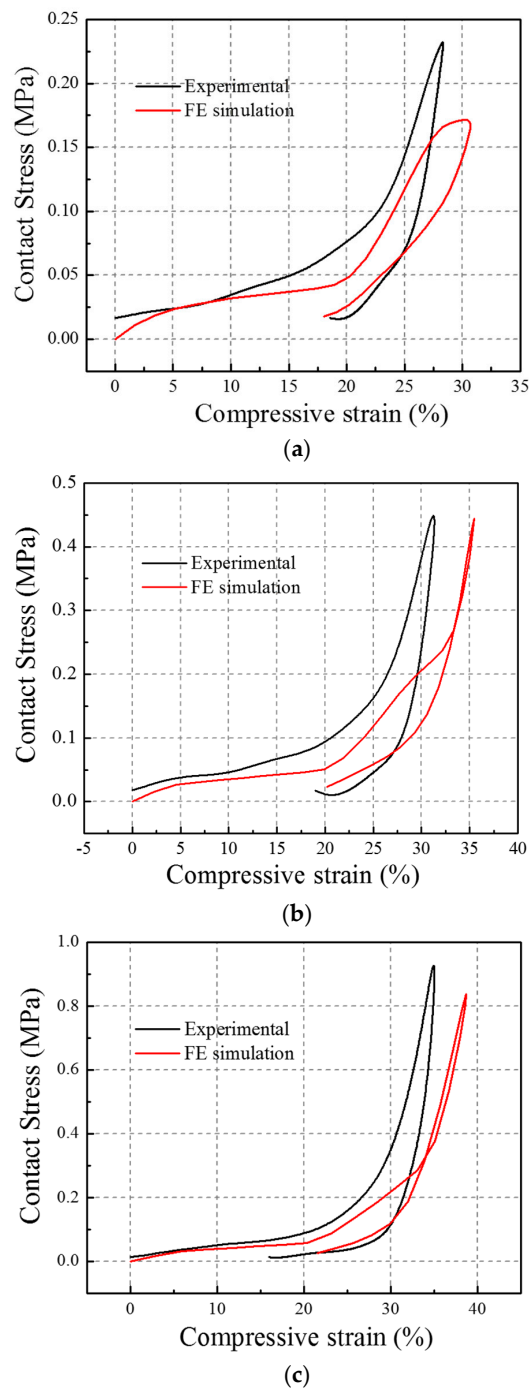 0.25
0.20
0.15
0.10
0.05
0.00
Contact Stress (MPa)
Experimental
FE simulation
0 5 10 15 20 25 30 35
Compressive strain (%)
(a)
0.5
0.4
0.3
0.2
0.1
0.0
Contact Stress (MPa)
Experimental
FE simulation
-5 0 5 10 15 20 25 30 35 40
Compressive strain (%)
(b)
1.0
0.8
0.6
0.4
0.2
0.0
Contact Stress (MPa)
Experimental
FE simulation
0 10 20 30 40
Compressive strain (%)
(c)